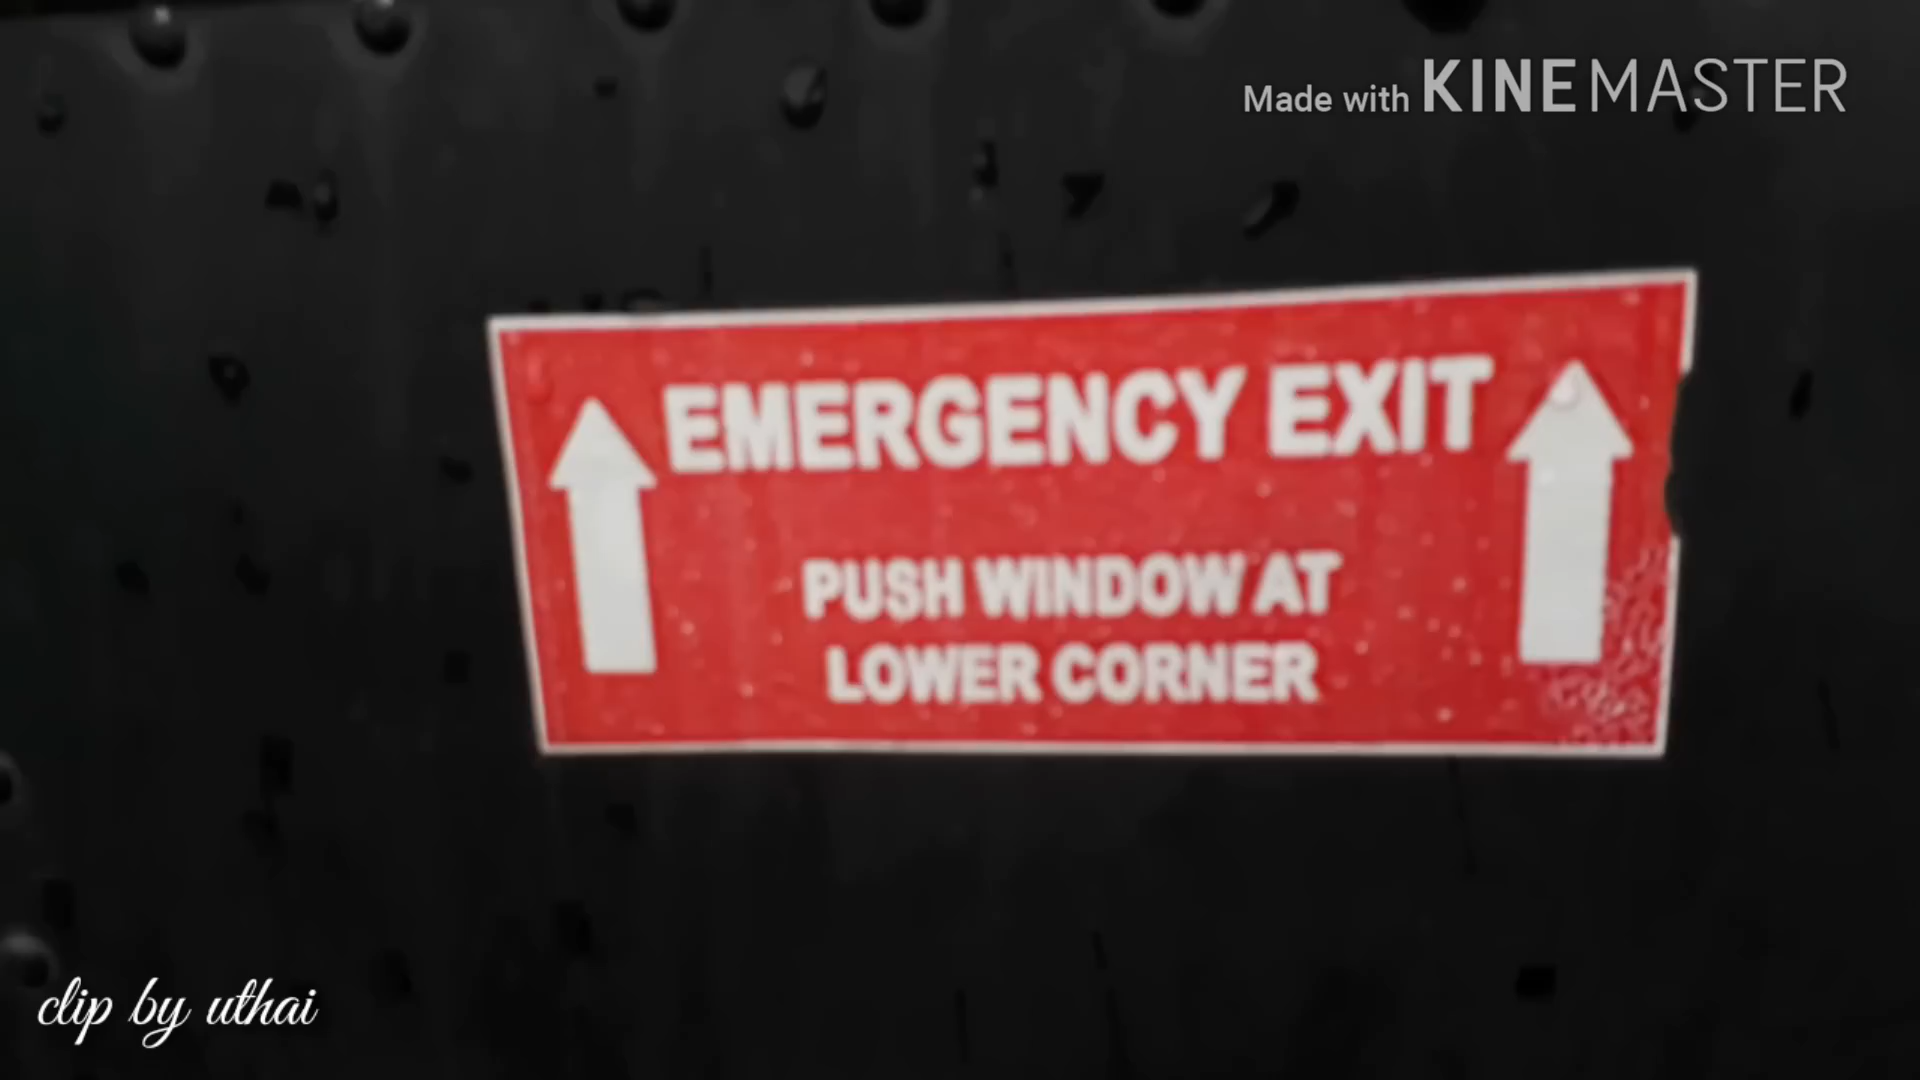 Made with KINEMASTER
EMERGENCY EXIT
PUSH WINDOW AT
LOWER CORNER
clip by uthai